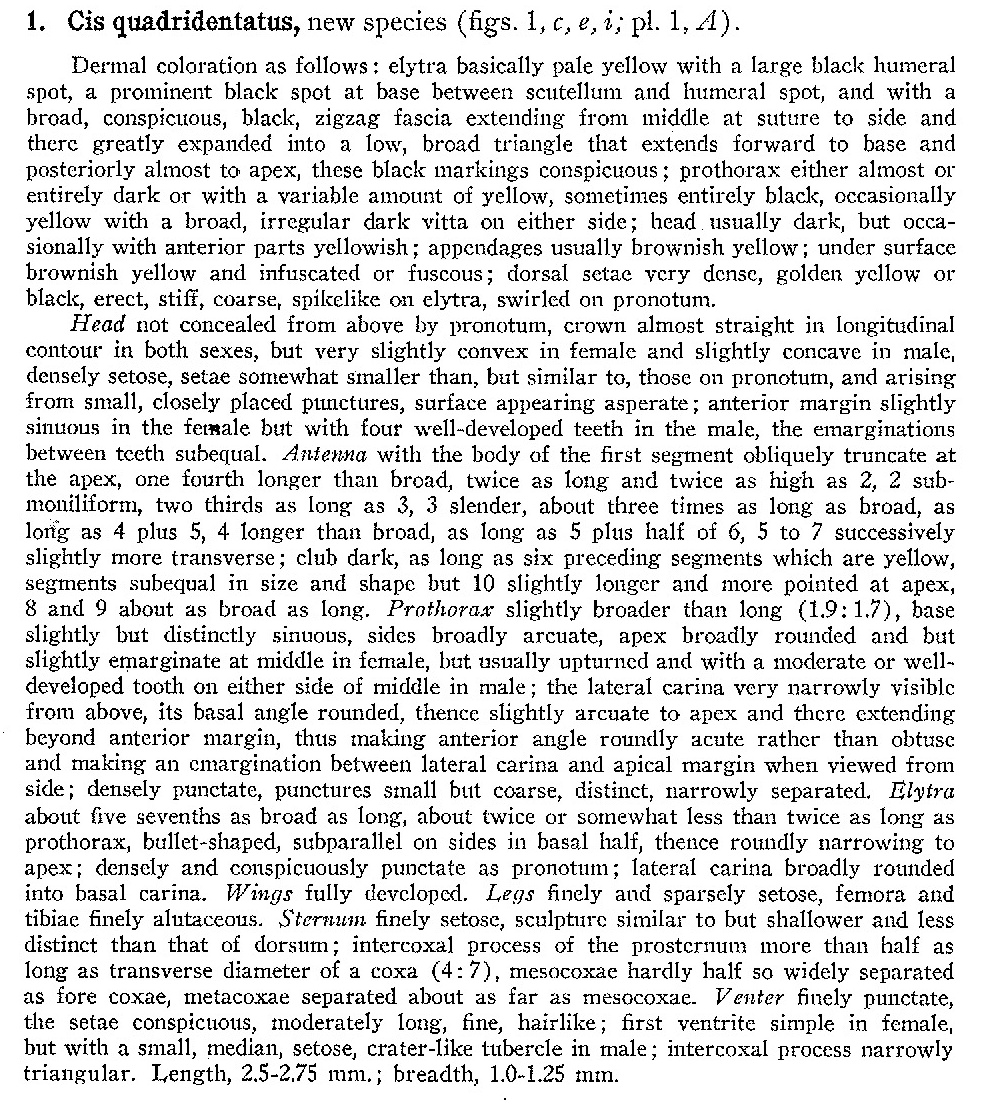 1. Cis quadridentatus, new species (figs. 1, c, e, i; pl. 1, A).
Dermal coloration as follows: elytra basically pale yellow with a large black humeral
spot, a prominent black spot at base between scutellum and humeral spot, and with a
broad, conspicuous, black, zigzag fascia extending from middle at suture to side and
there greatly expanded into a low, broad triangle that extends forward to base and
posteriorly almost to apex, these black markings conspicuous; prothorax either almost or
entirely dark or with a variable amount of yellow, sometimes entirely black, occasionally
yellow with a broad, irregular dark vitta on either side; head usually dark, but occa-
sionally with anterior parts yellowish; appendages usually brownish yellow; under surface
brownish yellow and infuscated or fuscous; dorsal setae very dense, golden yellow or
black, erect, stiff, coarse, spikelike on elytra, swirled on pronotum.
Head not concealed from above by pronotum, crown almost straight in longitudinal
contour in both sexes, but very slightly convex in female and slightly concave in male,
densely setose, setae somewhat smaller than, but similar to, those on pronotum, and arising
from small, closely placed punctures, surface appearing asperate; anterior margin slightly
sinuous in the female but with four well-developed teeth in the male, the emarginations
between teeth subequal. Antenna with the body of the first segment obliquely truncate at
the apex, one fourth longer than broad, twice as long and twice as high as 2, 2 sub-
moniliform, two thirds as long as 3, 3 slender, about three times as long as broad, as
long as 4 plus 5, 4 longer than broad, as long as 5 plus half of 6, 5 to 7 successively
slightly more transverse; club dark, as long as six preceding segments which are yellow,
segments subequal in size and shape but 10 slightly longer and more pointed at apex,
8 and 9 about as broad as long. Prothorax slightly broader than long (1.9: 1.7), base
slightly but distinctly sinuous, sides broadly arcuate, apex broadly rounded and but
slightly emarginate at middle in female, but usually upturned and with a moderate or well-
developed tooth on either side of middle in male; the lateral carina very narrowly visible
from above, its basal angle rounded, thence slightly arcuate to apex and there extending
beyond anterior margin, thus making anterior angle roundly acute rather than obtuse
and making an emargination between lateral carina and apical margin when viewed from
side; densely punctate, punctures small but coarse, distinct, narrowly separated. Elytra
about five sevenths as broad as long, about twice or somewhat less than twice as long as
prothorax, bullet-shaped, subparallel on sides in basal half, thence roundly narrowing to
apex; densely and conspicuously punctate as pronotum; lateral carina broadly rounded
into basal carina. Wings fully developed. Legs finely and sparsely setose, femora and
tibiae finely alutaceous. Sternum finely setose, sculpture similar to but shallower and less
distinct than that of dorsum; intercoxal process of the prosternum more than half as
long as transverse diameter of a coxa (4:7), mesocoxae hardly half so widely separated
as fore coxae, metacoxae separated about as far as mesocoxae. Venter finely punctate,
the setae conspicuous, moderately long, fine, hairlike; first ventrite simple in female,
but with a small, median, setose, crater-like tubercle in male; intercoxal process narrowly
triangular. Length, 2.5-2.75 mm.; breadth, 1.0-1.25 mm.